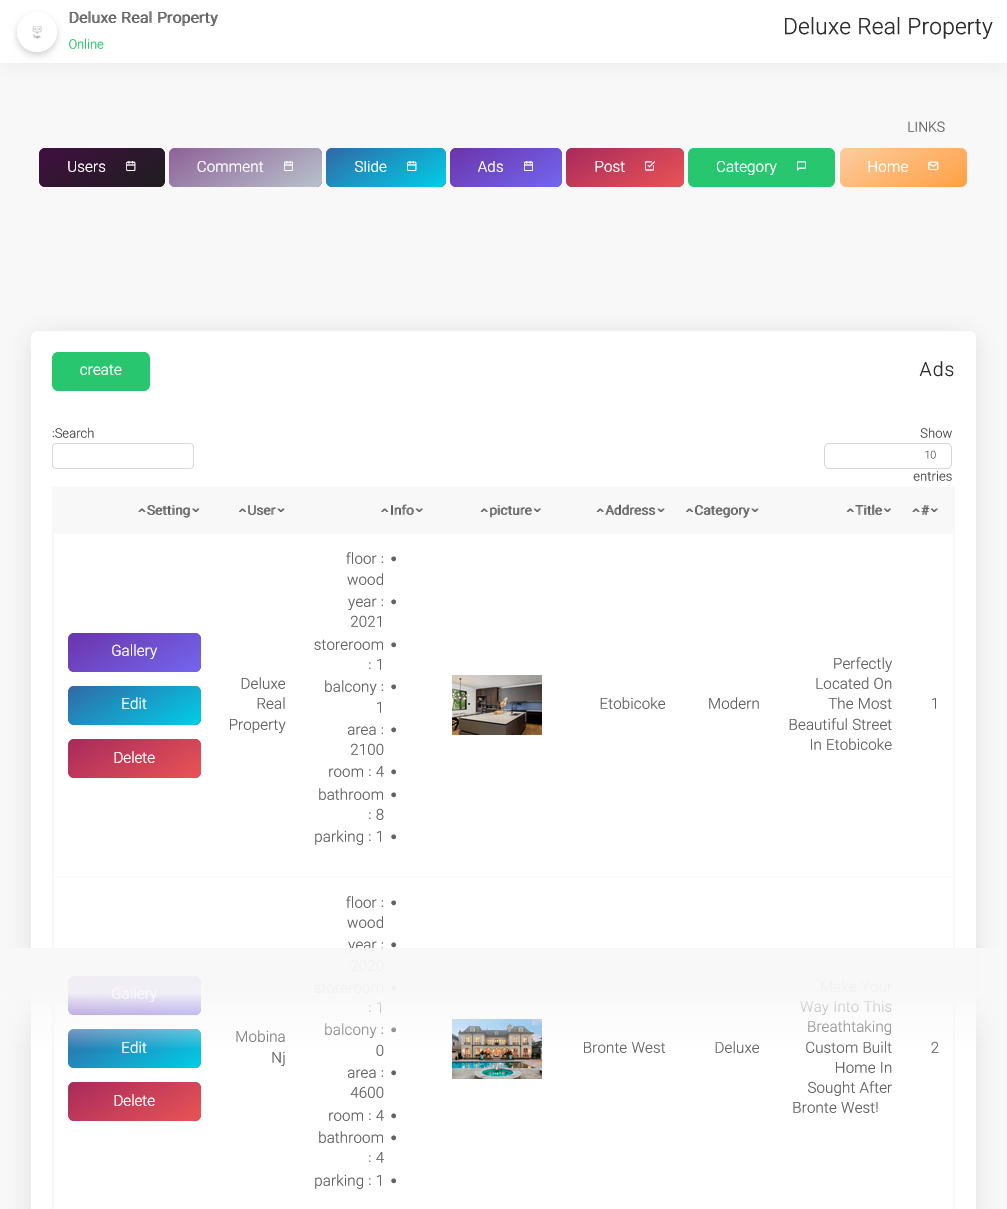 Deluxe Real Property
Online
Deluxe Real Property
LINKS
Users
Comment
Slide
Ads
Post
Category
Home
create
Ads
:Search
Show
10
entries
Setting
User
Info
picture
Address
Category
Title
#
Gallery
Edit
Delete
Deluxe
Real
Property
floor :
wood
year :
2021
storeroom
: 1
balcony :
1
area :
2100
room : 4
bathroom
: 8
parking : 1
Etobicoke
Modern
Perfectly
Located On
The Most
Beautiful Street
In Etobicoke
1
Gallery
Edit
Delete
Mobina
Nj
floor :
wood
year :
2020
storeroom
: 1
balcony :
0
area :
4600
room : 4
bathroom
: 4
parking : 1
Bronte West
Deluxe
Make Your
Way Into This
Breathtaking
Custom Built
Home In
Sought After
Bronte West!
2